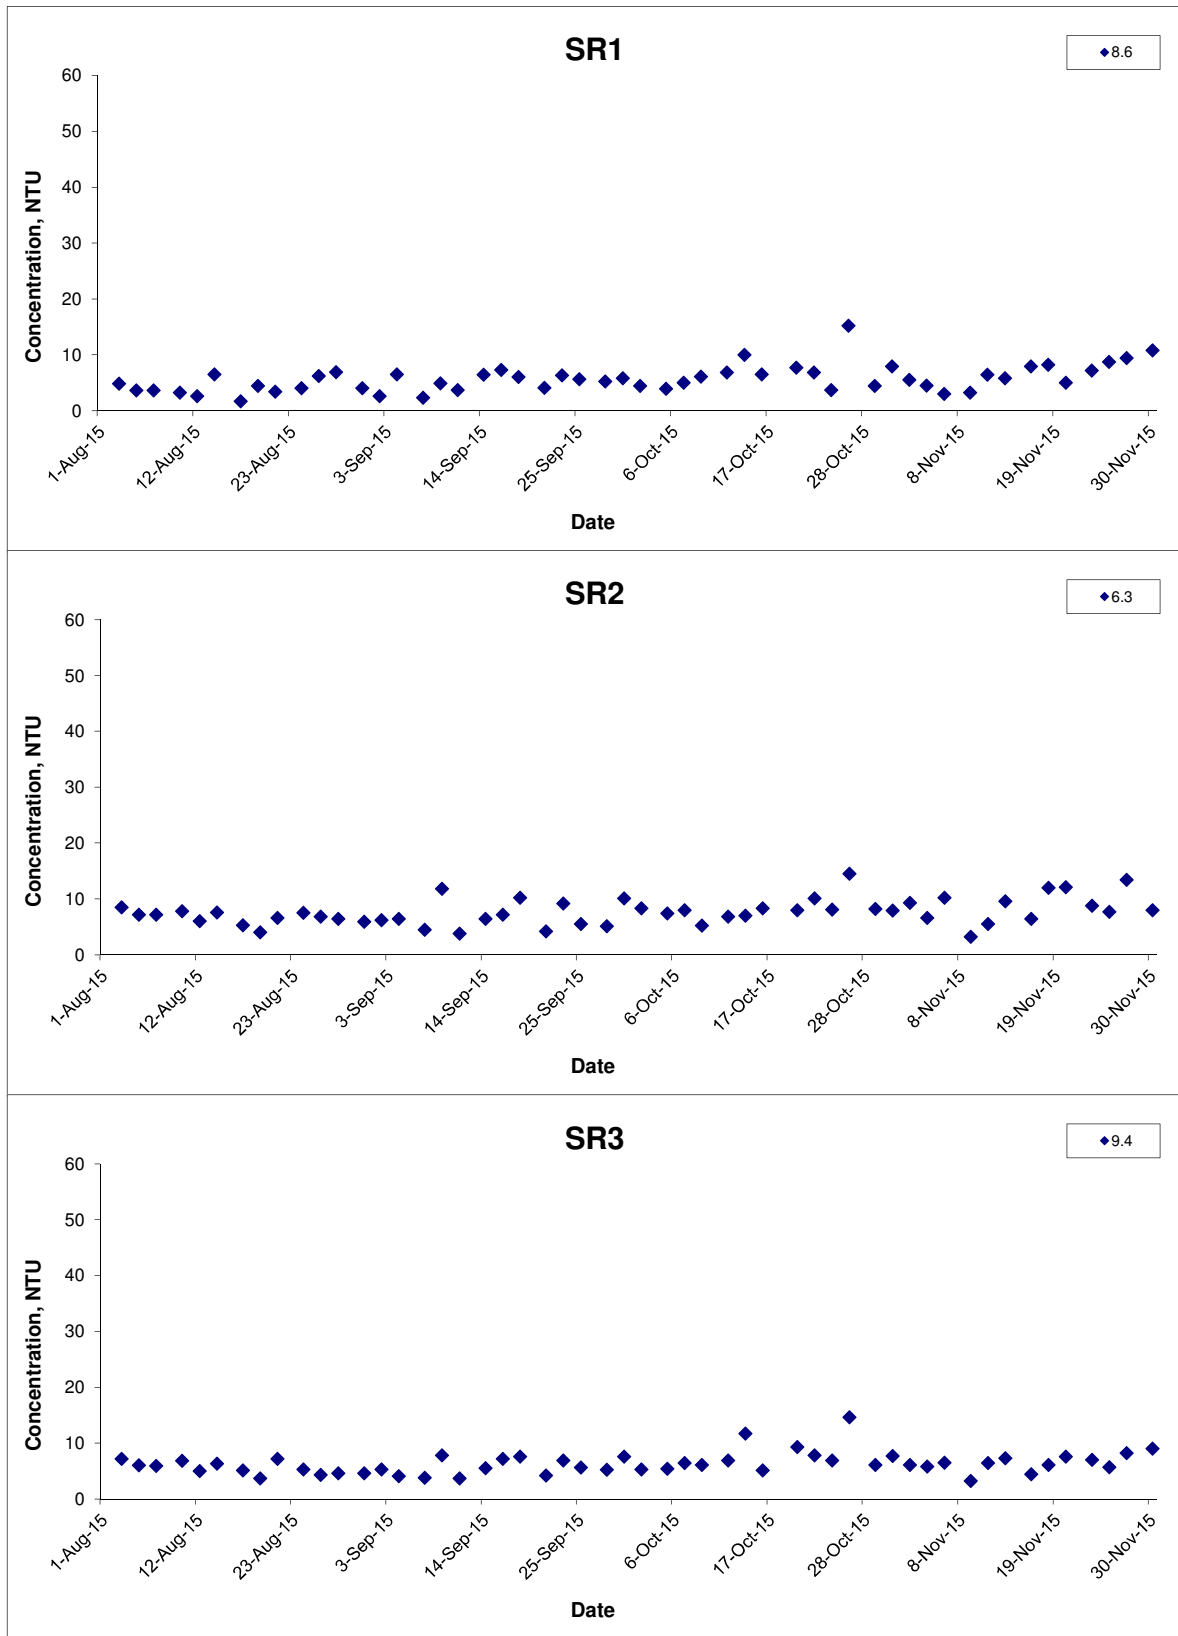 SR1
8.6
60
50
40
30
20
10
0
Concentration, NTU
1-Aug-15
12-Aug-15
23-Aug-15
3-Sep-15
14-Sep-15
25-Sep-15
6-Oct-15
17-Oct-15
28-Oct-15
8-Nov-15
19-Nov-15
30-Nov-15
Date
SR2
6.3
60
50
40
30
20
10
0
Concentration, NTU
1-Aug-15
12-Aug-15
23-Aug-15
3-Sep-15
14-Sep-15
25-Sep-15
6-Oct-15
17-Oct-15
28-Oct-15
8-Nov-15
19-Nov-15
30-Nov-15
Date
SR3
9.4
60
50
40
30
20
10
0
Concentration, NTU
1-Aug-15
12-Aug-15
23-Aug-15
3-Sep-15
14-Sep-15
25-Sep-15
6-Oct-15
17-Oct-15
28-Oct-15
8-Nov-15
19-Nov-15
30-Nov-15
Date